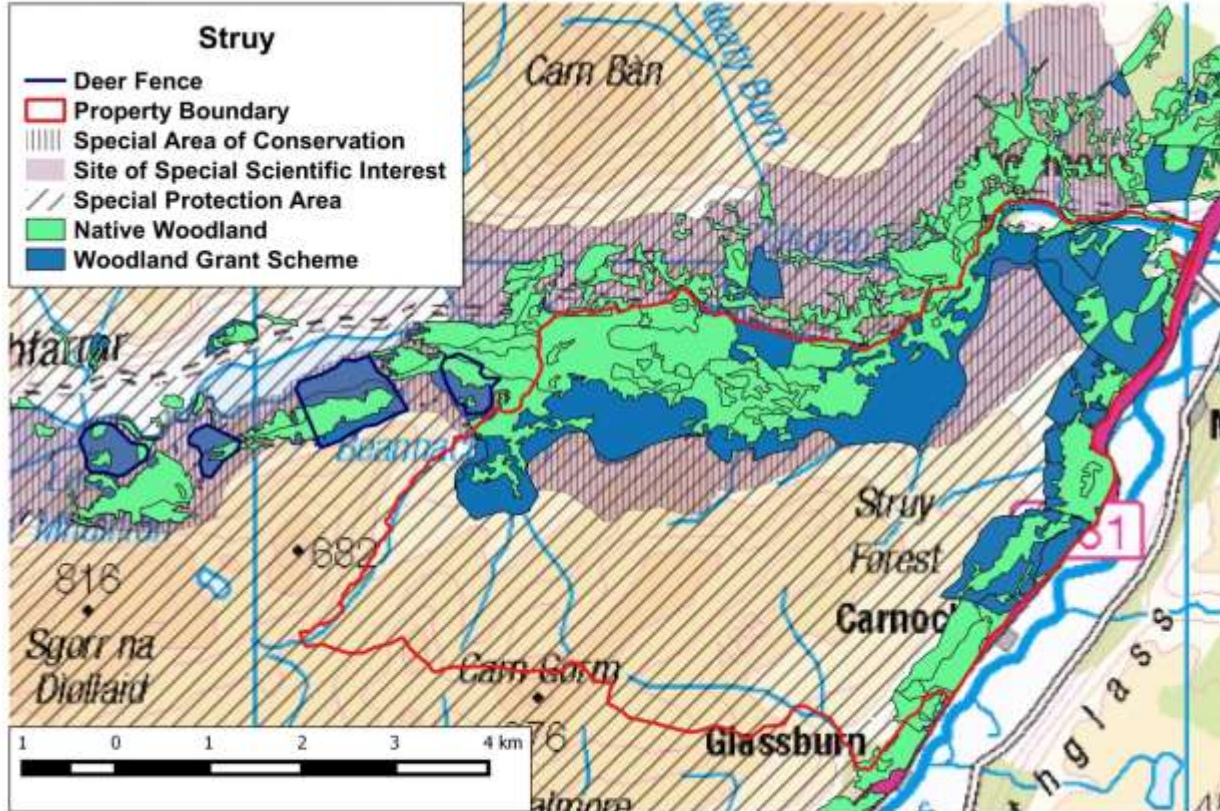 Struy
Deer Fence
Property Boundary
Special Area of Conservation
Site of Special Scientific Interest
Special Protection Area
Native Woodland
Woodland Grant Scheme
Carn Bàn
Burn
682
816
Sgorr na
Diollaid
Struy
Forest
Carnoch
Carn Gorm
Glassburn
hglass
1 0 1 2 3 4 km